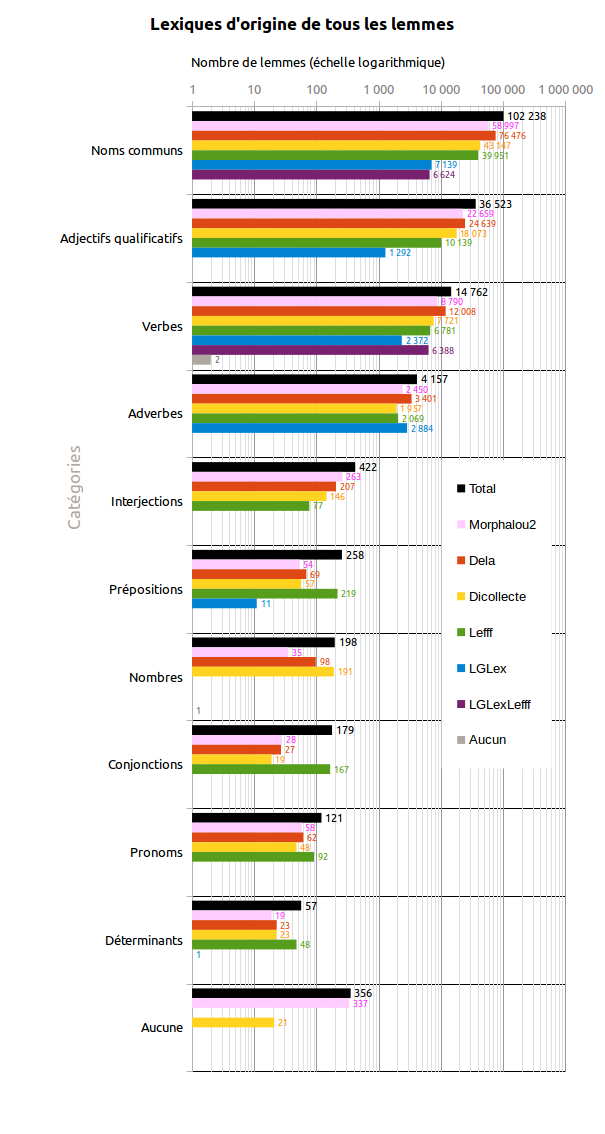 Lexiques d'origine de tous les lemmes
Nombre de lemmes (échelle logarithmique)
1 10 100 1 000 10 000 100 000 1 000 000
Catégories
Noms communs
102 238
58 997
76 476
43 147
39 951
7 139
6 624
Adjectifs qualificatifs
36 523
22 659
24 639
18 073
10 139
1 292
Verbes
14 762
8 790
12 008
7 721
6 781
2 372
6 388
2
Adverbes
4 157
2 450
3 401
1 957
2 069
2 884
Interjections
422
263
207
146
77
Prépositions
258
54
69
57
219
11
Nombres
198
35
98
191
1
Conjonctions
179
28
27
19
167
Pronoms
121
58
62
48
92
Déterminants
57
19
23
23
48
1
Aucune
356
337
21
Total
Morphalou2
Dela
Dicollecte
Lefff
LGLex
LGLexLefff
Aucun